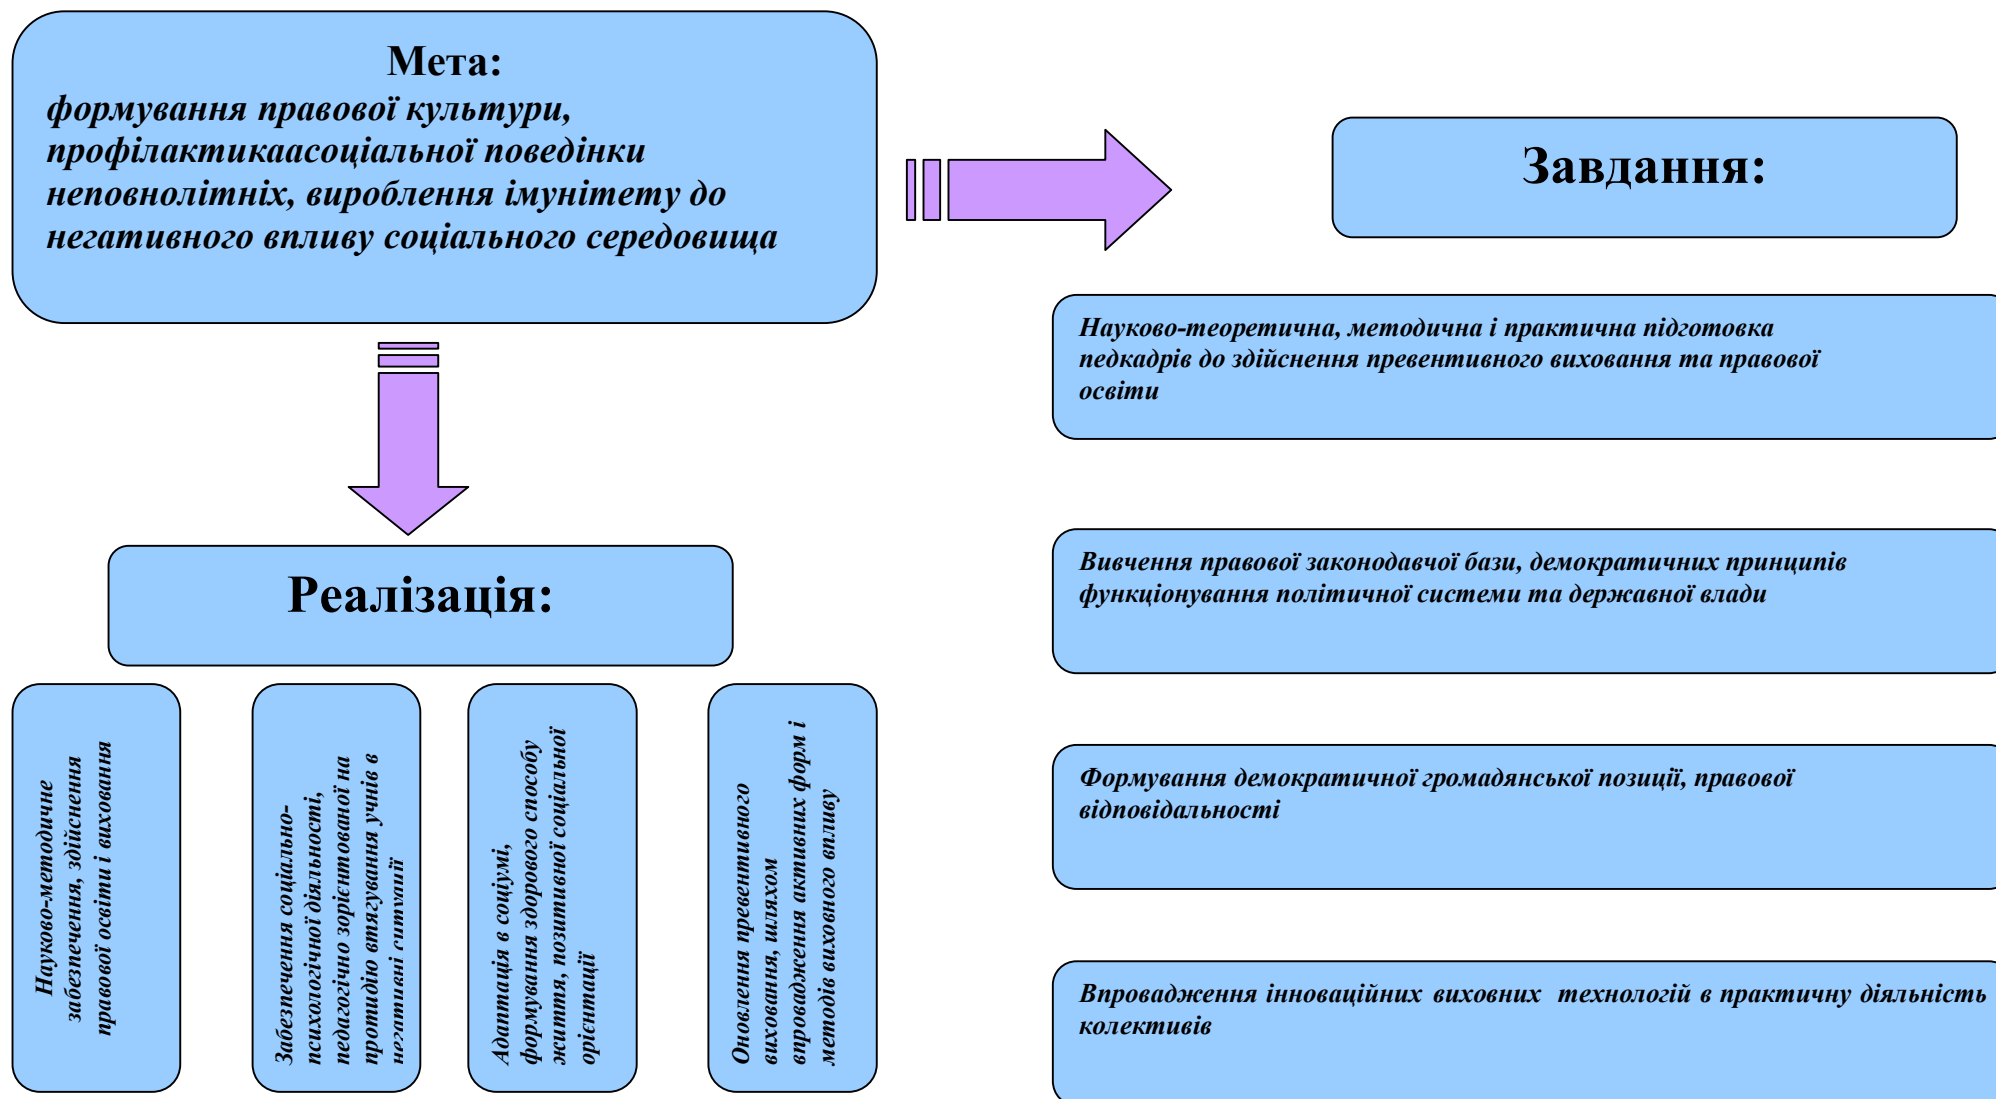 Мета:
формування правової культури,
профілактикаасоціальної поведінки
неповнолітніх, вироблення імунітету до
негативного впливу соціального середовища
Завдання:
Науково-теоретична, методична і практична підготовка
педкадрів до здійснення превентивного виховання та правової
освіти
Вивчення правової законодавчої бази, демократичних принципів
функціонування політичної системи та державної влади
Формування демократичної громадянської позиції, правової
відповідальності
Впровадження інноваційних виховних технологій в практичну діяльність
колективів
Реалізація:
Науково-методичне
забезпечення, здійснення
правової освіти і виховання
Забезпечення соціально-
психологічної діяльності,
педагогічно зорієнтованої на
протидію втягування учнів в
негативні ситуації
Адаптація в соціумі,
формування здорового способу
життя, позитивної соціальної
орієнтації
Оновлення превентивного
виховання, шляхом
впровадження активних форм і
методів виховного впливу